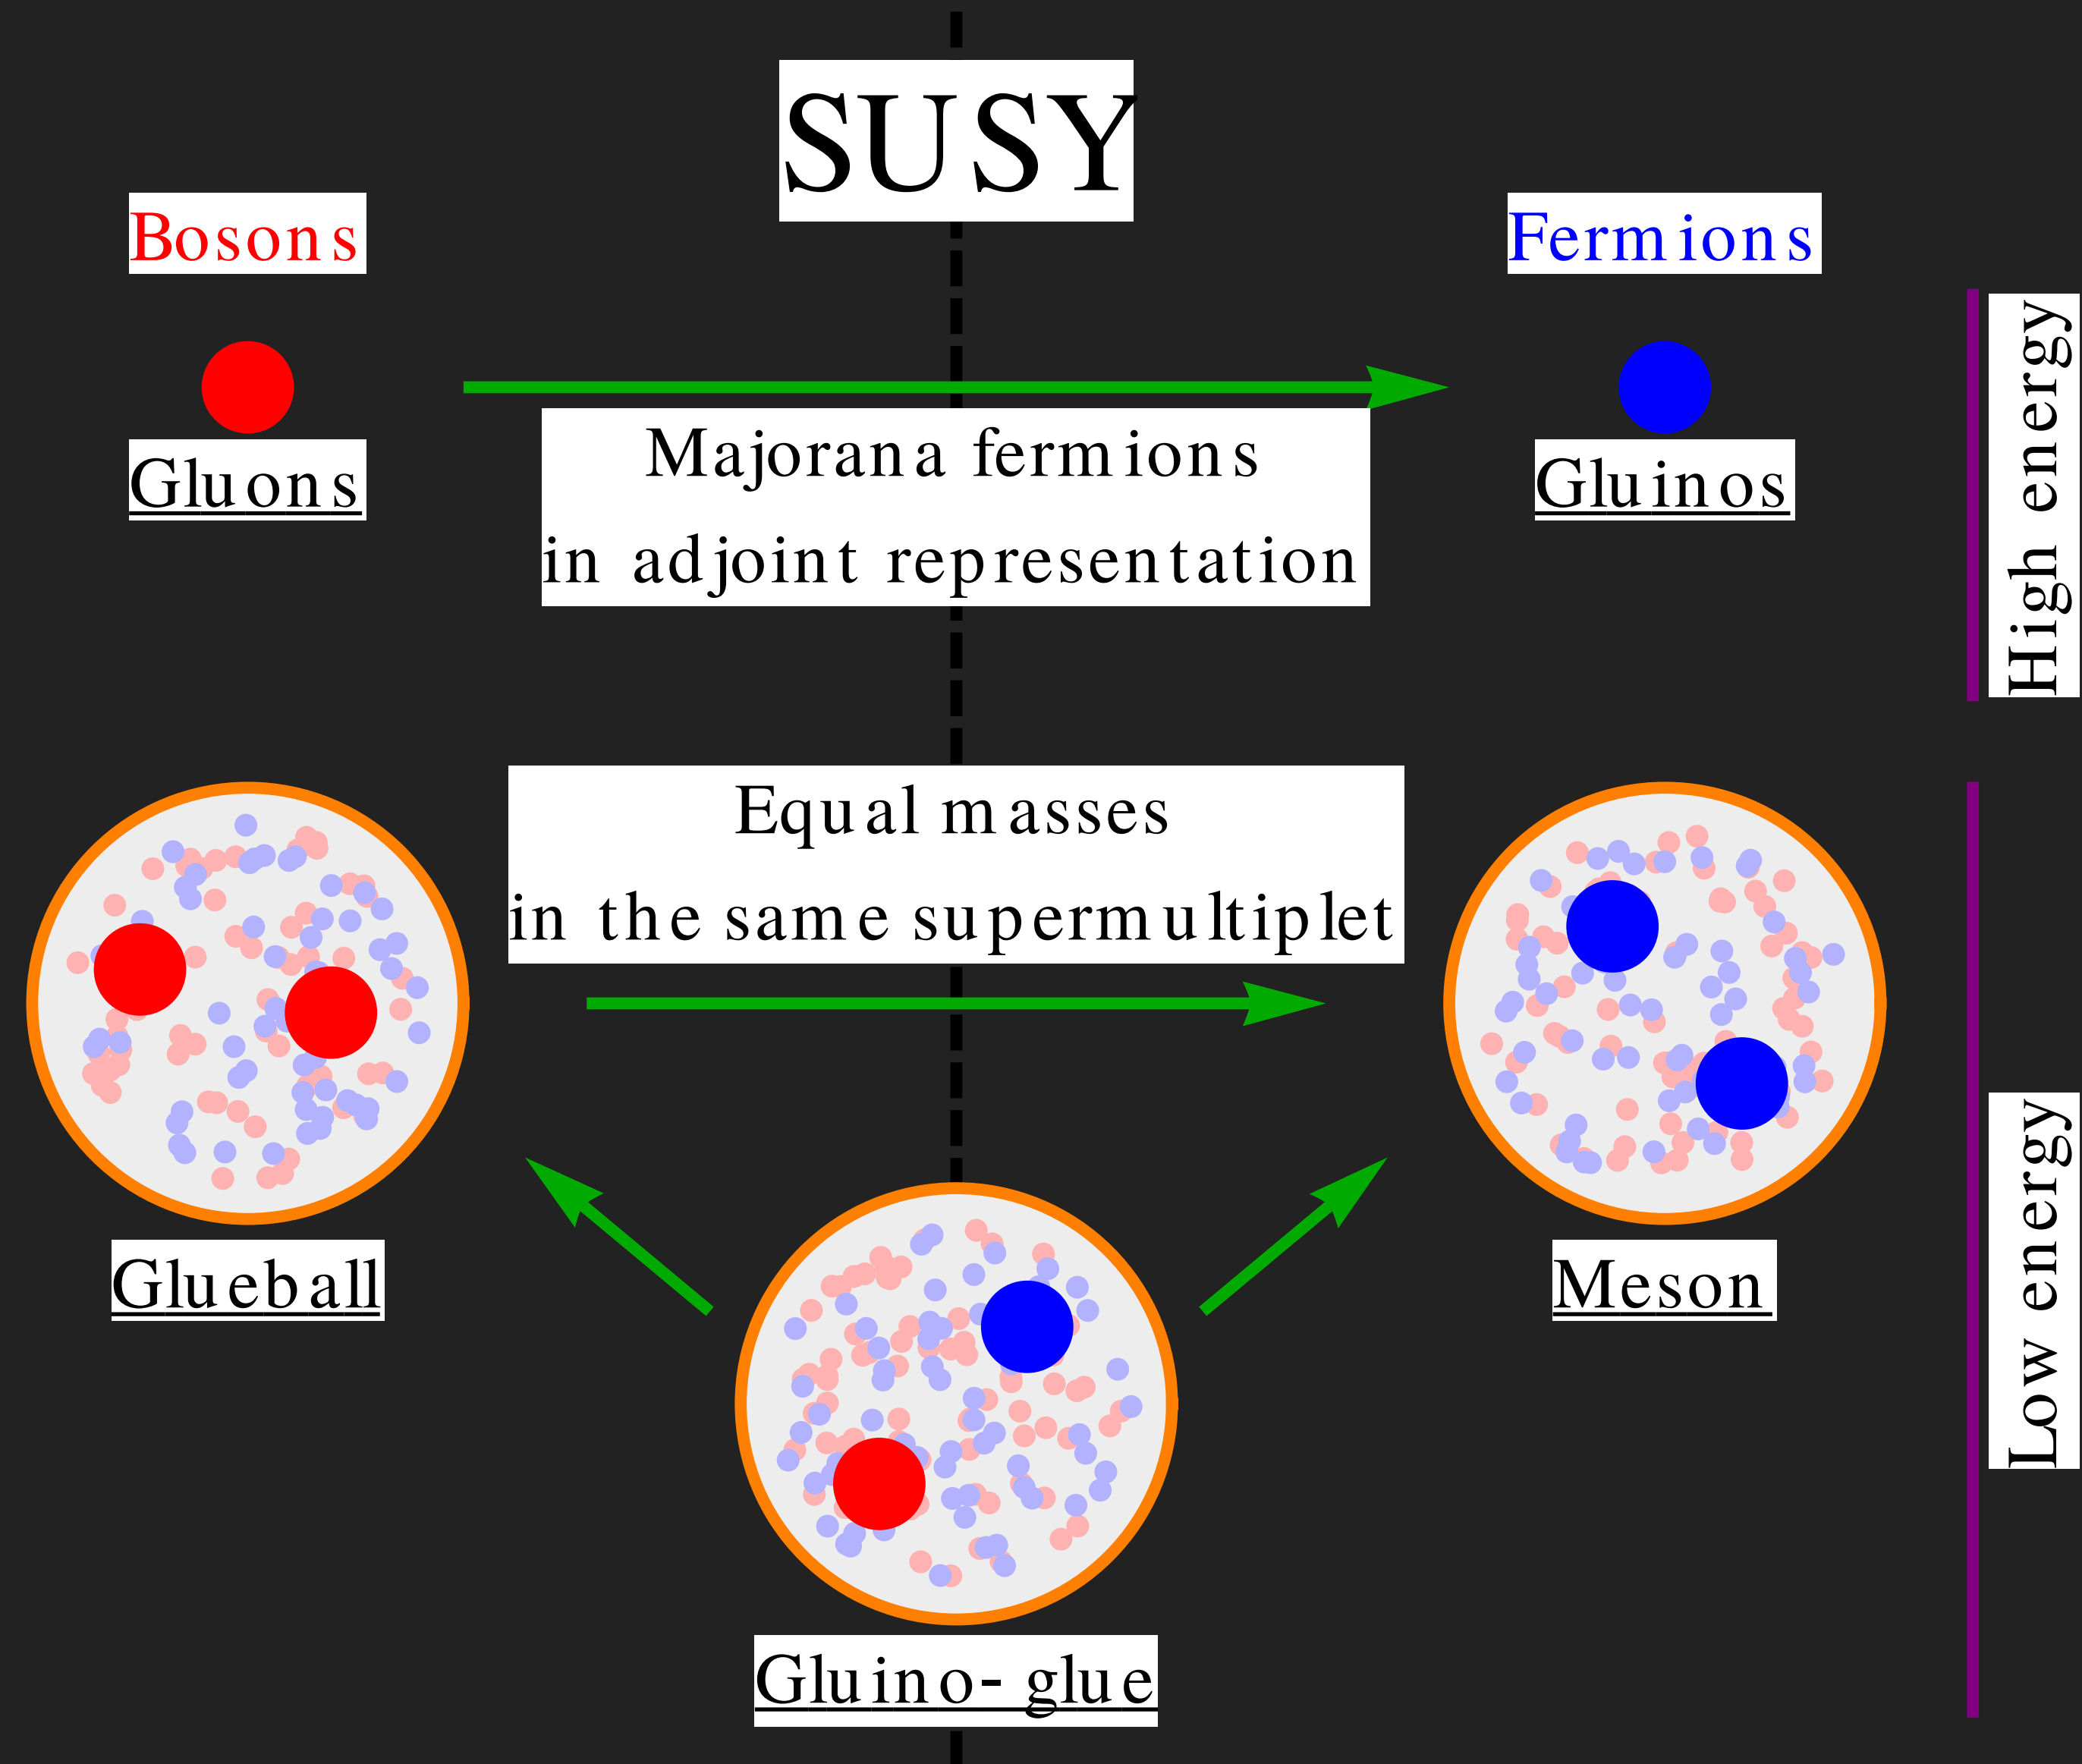 SUSY
Bosons
Fermions
Gluons
Majorana fermions
in adjoint representation
Gluinos
High energy
Equal masses
in the same supermultiplet
Glueball
Meson
Low energy
Gluino- glue